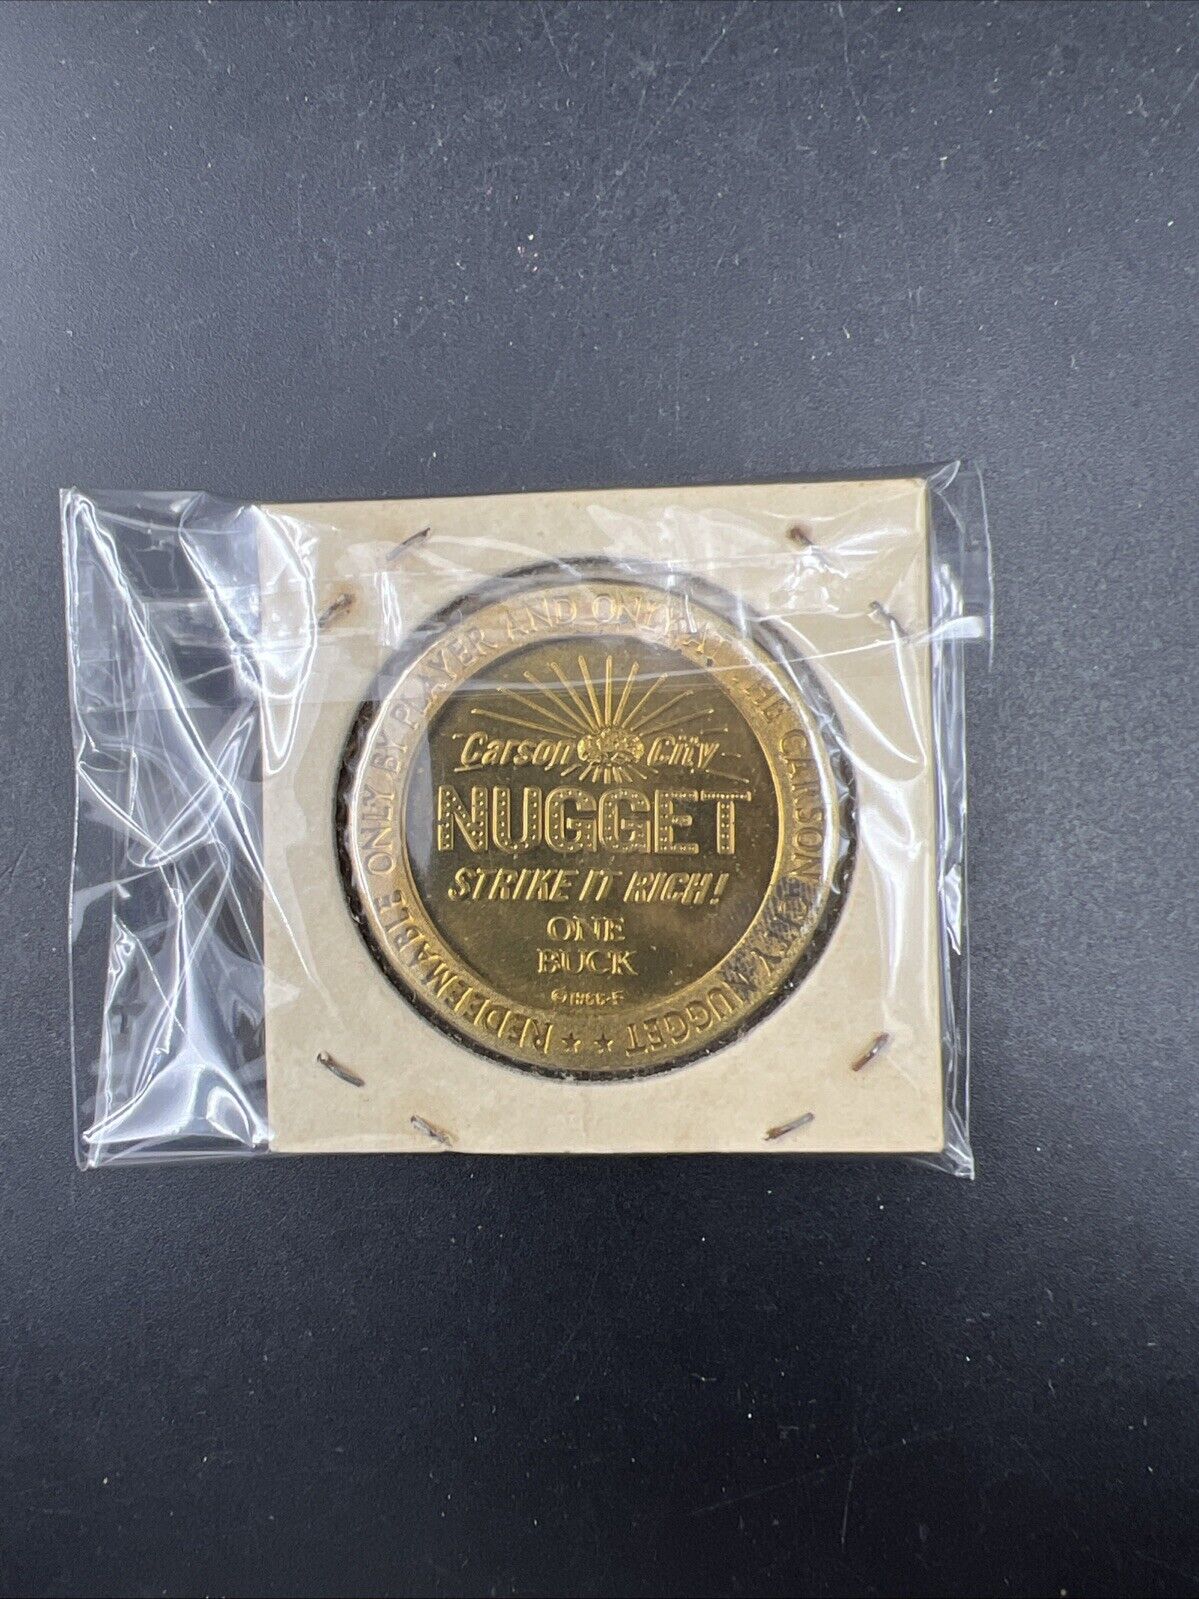 REDEEMABLE ONLY BY PLAYER AND ONLY AT THE CARSON CITY NUGGET ★ ★
Carson City
NUGGET
STRIKE IT RICH!
ONE
BUCK
©1966-F